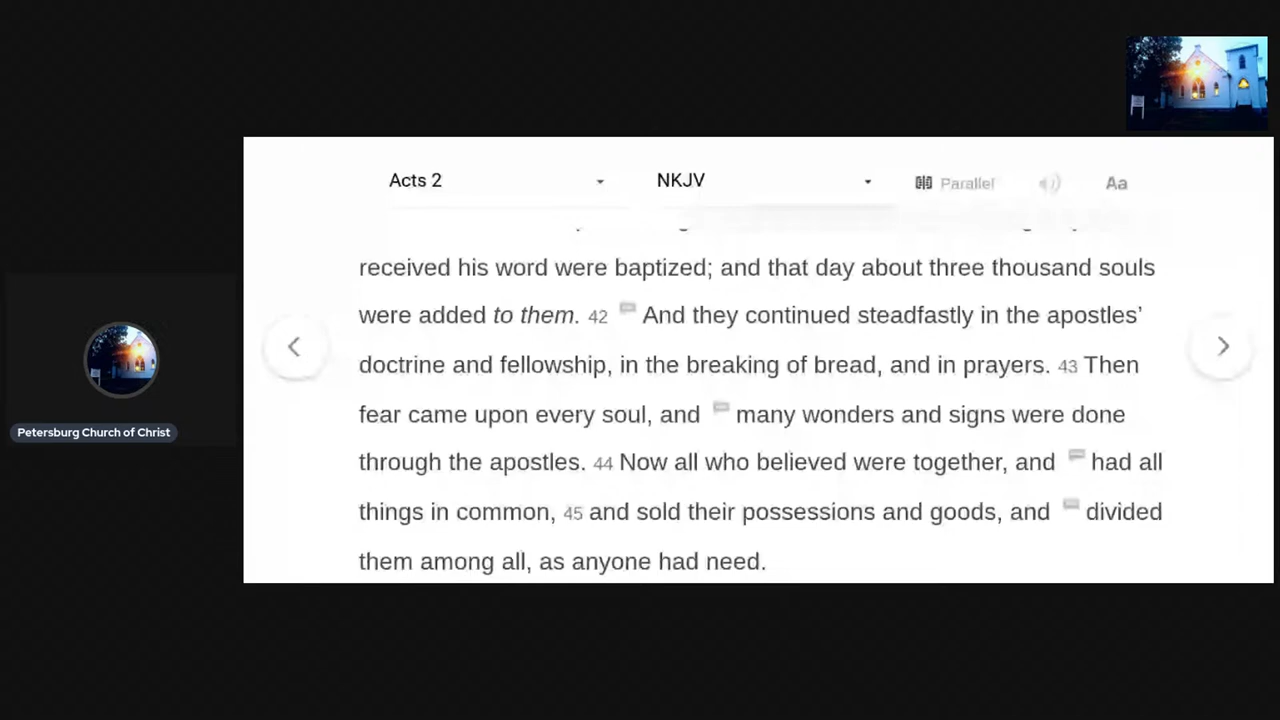 Acts 2
NKJV
Parallel
Aa
received his word were baptized; and that day about three thousand souls
were added to them. 42 And they continued steadfastly in the apostles’
doctrine and fellowship, in the breaking of bread, and in prayers. 43 Then
fear came upon every soul, and many wonders and signs were done
through the apostles. 44 Now all who believed were together, and had all
things in common, 45 and sold their possessions and goods, and divided
them among all, as anyone had need.
Petersburg Church of Christ